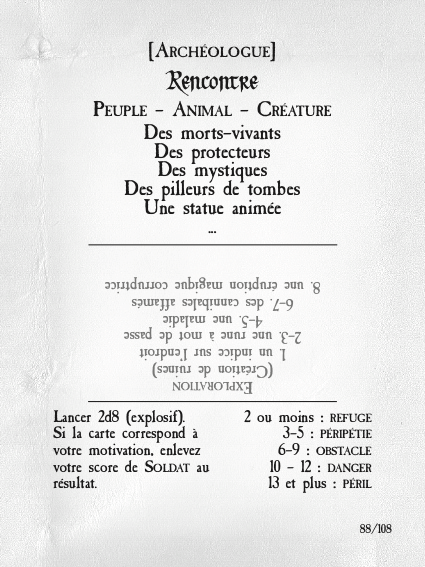 [ARCHÉOLOGUE]
Rencontre
PEUPLE – ANIMAL – CRÉATURE
Des morts-vivants
Des protecteurs
Des mystiques
Des pilleurs de tombes
Une statue animée
...
EXPLORATION
(Création de ruines)
1. un indice sur l'endroit
2-3. une rune à mot de passe
4-5. une maladie
6-7. des cannibales affamés
8. une éruption magique corruptrice
Lancer 2d8 (explosif).
Si la carte correspond à
votre motivation, enlevez
votre score de SOLDAT au
résultat.
2 ou moins : REFUGE
3-5 : PÉRIPÉTIE
6-9 : OBSTACLE
10 - 12 : DANGER
13 et plus : PÉRIL
88/108